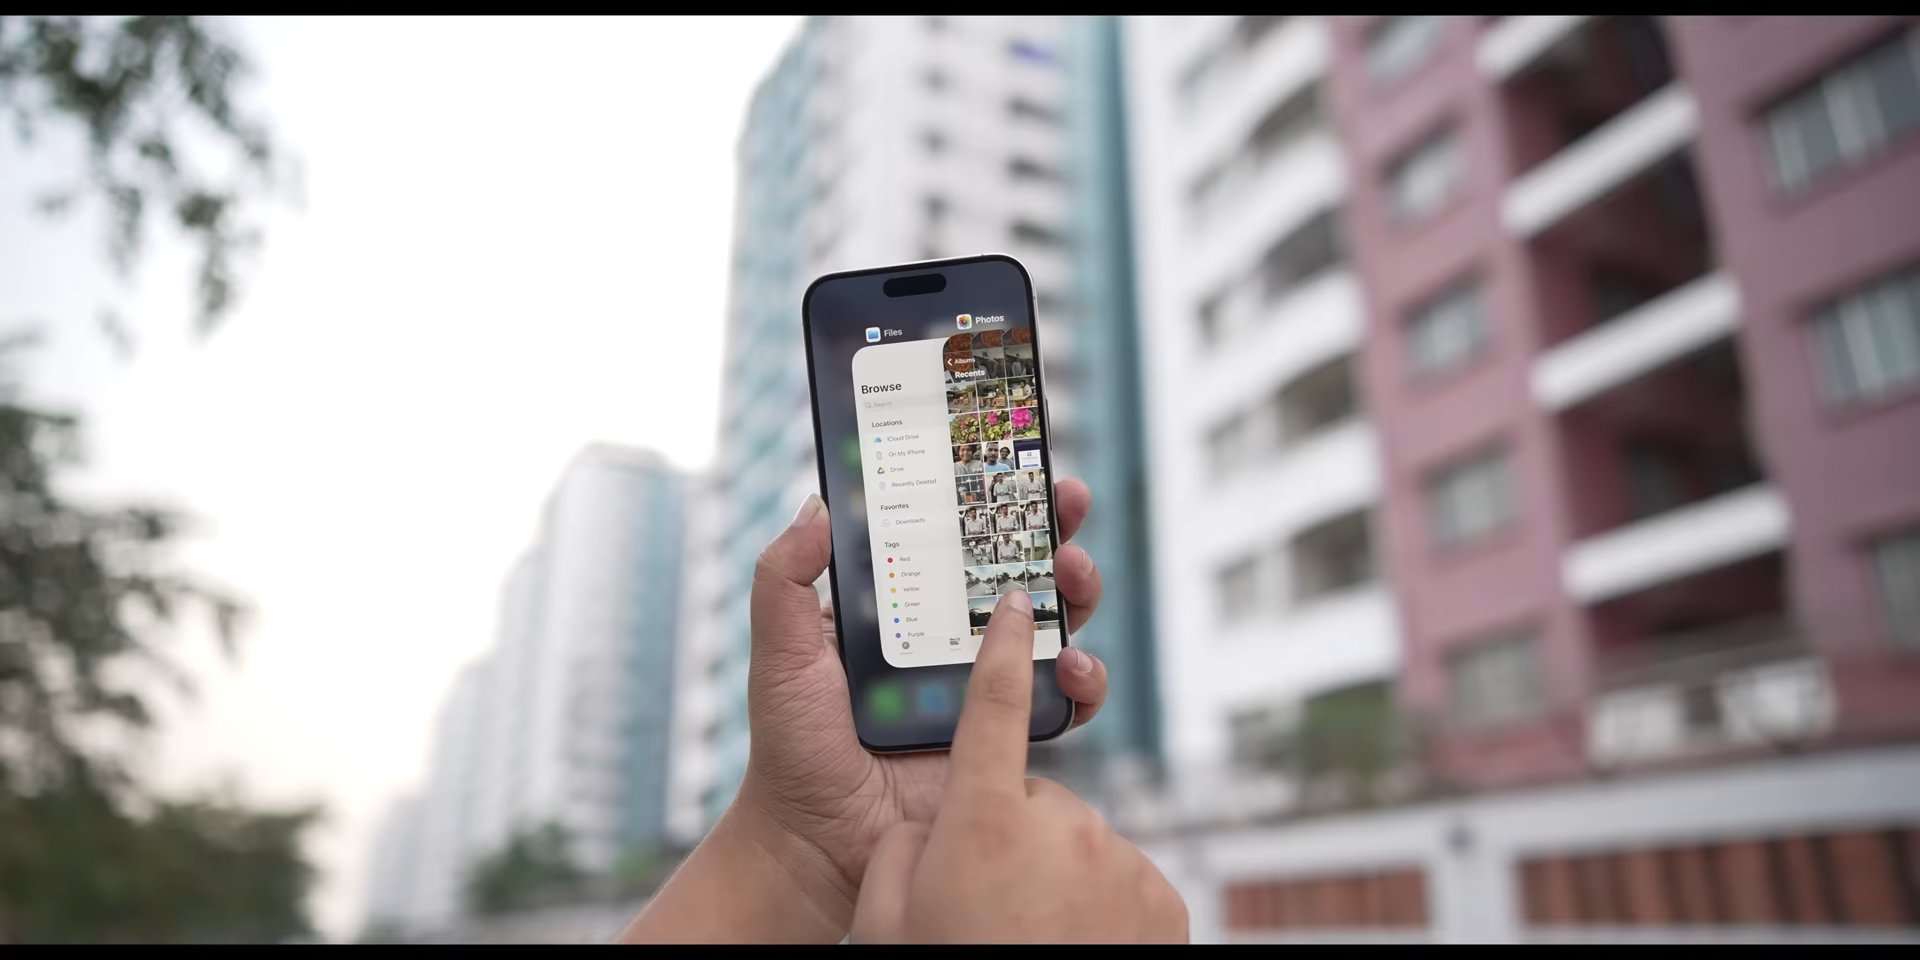 Files
Photos
Albums
Recents
Browse
Search
Locations
iCloud Drive
On My iPhone
Drive
Recently Deleted
Favorites
Downloads
Tags
Red
Orange
Yellow
Green
Blue
Purple